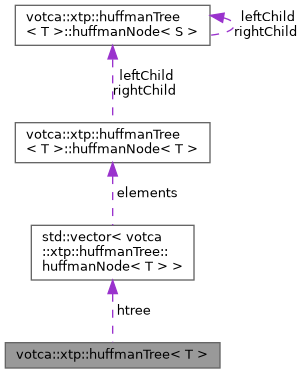 votca::xtp::huffmanTree
< T >::huffmanNode< S >
leftChild
rightChild
leftChild
rightChild
votca::xtp::huffmanTree
< T >::huffmanNode< T >
elements
std::vector< votca
::xtp::huffmanTree::
huffmanNode< T > >
htree
votca::xtp::huffmanTree< T >